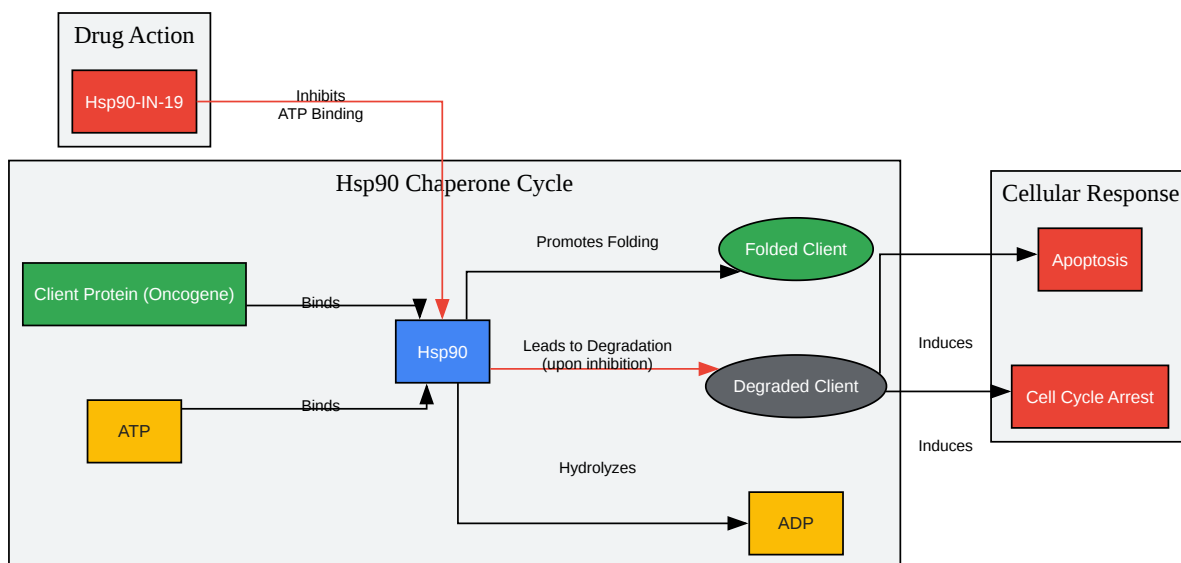 Drug Action
Hsp90-IN-19
Inhibits
ATP Binding
Hsp90 Chaperone Cycle
Cellular Response
Promotes Folding
Folded Client
Apoptosis
Client Protein (Oncogene)
Binds
Hsp90
Leads to Degradation
(upon inhibition)
Degraded Client
Induces
Cell Cycle Arrest
ATP
Binds
Induces
Hydrolyzes
ADP